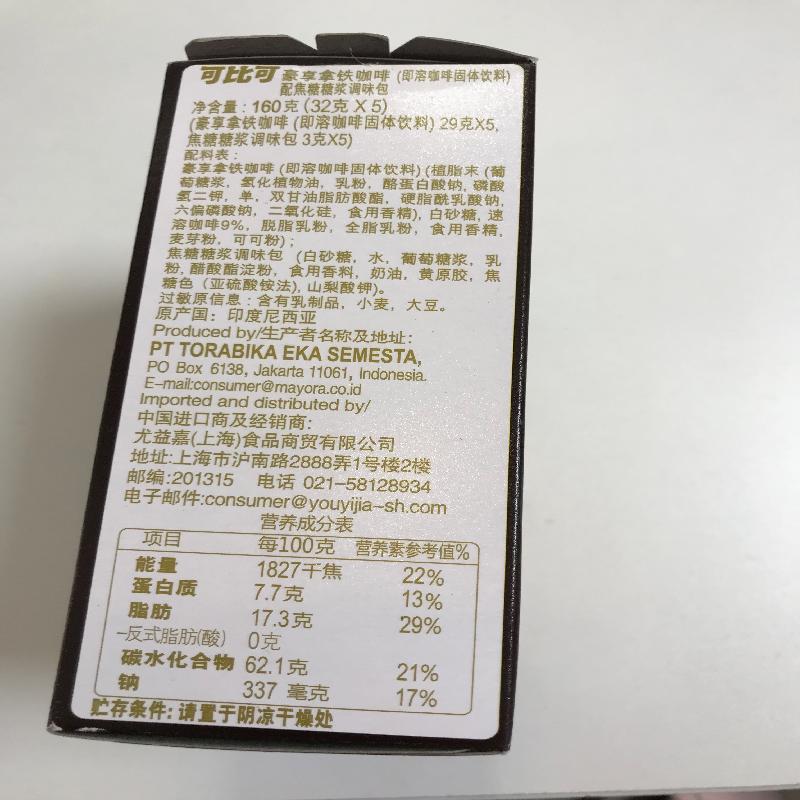 可比可 豪享拿铁咖啡 (即溶咖啡固体饮料)
配焦糖糖浆调味包
净含量: 160克 (32克 X 5)
(豪享拿铁咖啡 (即溶咖啡固体饮料) 29克X5,
焦糖糖浆调味包 3克X5)
配料表:
豪享拿铁咖啡 (即溶咖啡固体饮料) (植脂末 (葡
萄糖浆, 氢化植物油, 乳粉, 酪蛋白酸钠, 磷酸
氢二钾, 单, 双甘油脂肪酸酯, 硬脂酰乳酸钠,
六偏磷酸钠, 二氧化硅, 食用香精), 白砂糖, 速
溶咖啡9%, 脱脂乳粉, 全脂乳粉, 食用香精,
麦芽粉, 可可粉);
焦糖糖浆调味包 (白砂糖, 水, 葡萄糖浆, 乳
粉, 醋酸酯淀粉, 食用香料, 奶油, 黄原胶, 焦
糖色 (亚硫酸铵法), 山梨酸钾)。
过敏原信息: 含有乳制品, 小麦, 大豆。
原产国: 印度尼西亚
Produced by/生产者名称及地址:
PT TORABIKA EKA SEMESTA,
PO Box 6138, Jakarta 11061, Indonesia.
E-mail:consumer@mayora.co.id
Imported and distributed by/
中国进口商及经销商:
尤益嘉(上海)食品商贸有限公司
地址:上海市沪南路2888弄1号楼2楼
邮编:201315 电话 021-58128934
电子邮件:consumer@youyijia-sh.com
营养成分表
项目 每100克 营养素参考值%
能量 1827千焦 22%
蛋白质 7.7克 13%
脂肪 17.3克 29%
-反式脂肪(酸) 0克
碳水化合物 62.1克 21%
钠 337 毫克 17%
贮存条件: 请置于阴凉干燥处